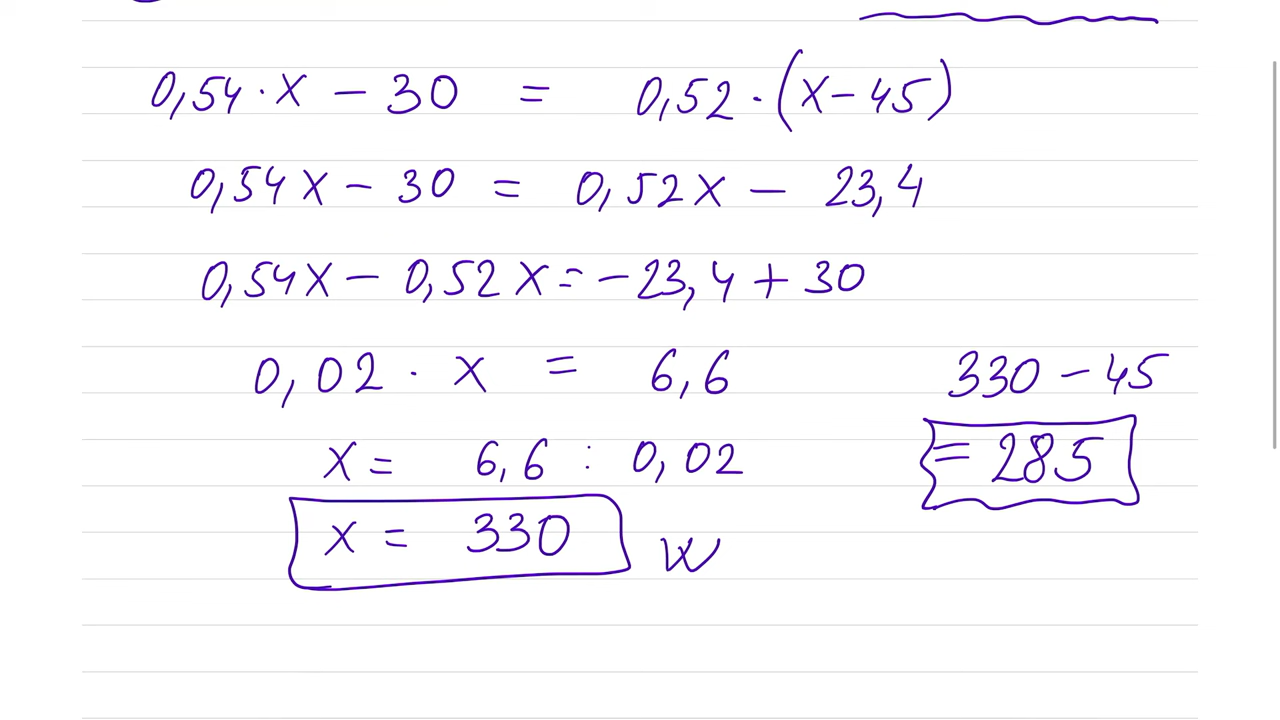 0,54 · x − 30 = 0,52 · (x − 45)
0,54x − 30 = 0,52x − 23,4
0,54x − 0,52x = −23,4 + 30
0,02 · x = 6,6
330 − 45
x = 6,6 : 0,02
= 285
x = 330 w